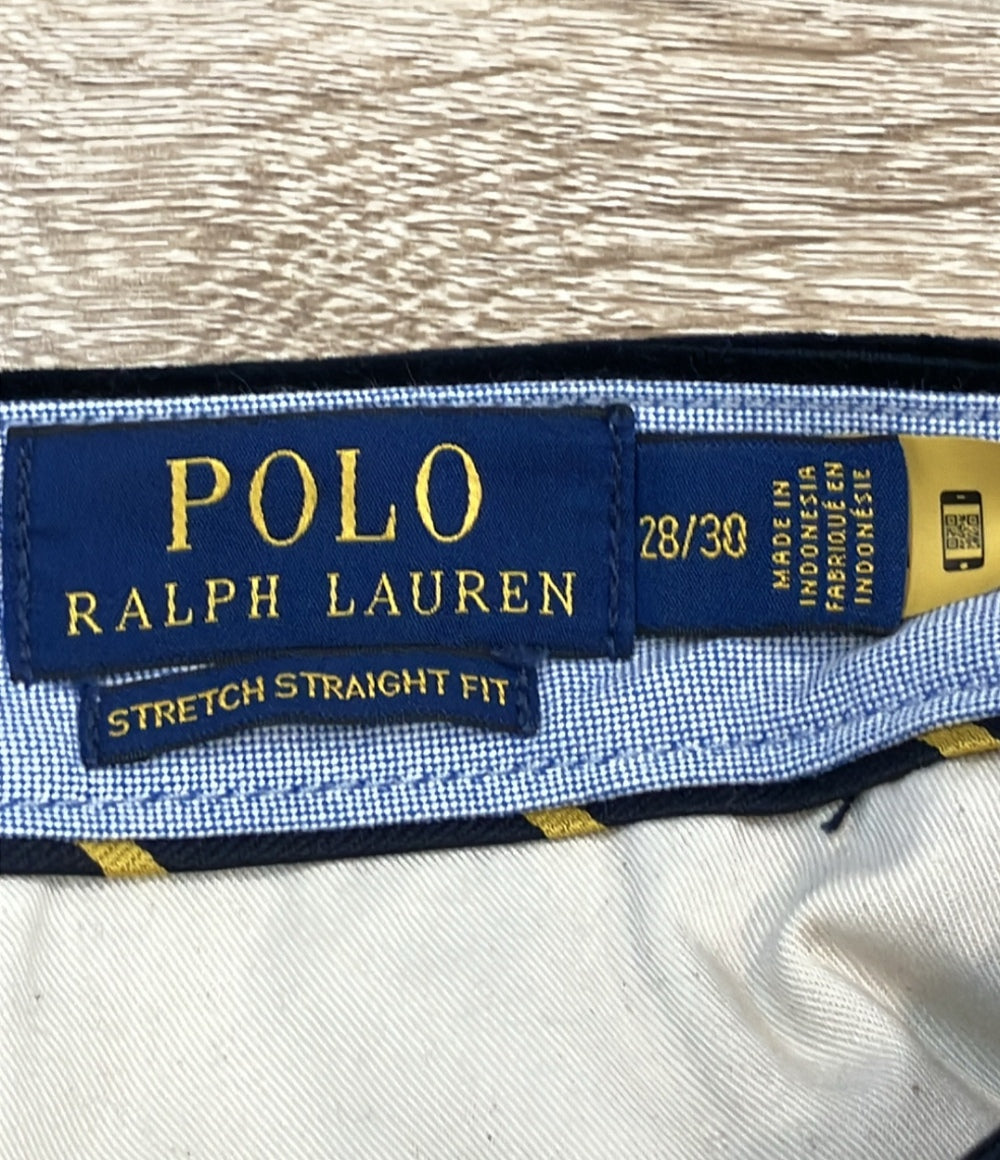 POLO
RALPH LAUREN
STRETCH STRAIGHT FIT
28/30
MADE IN
INDONESIA
FABRIQUÉ EN
INDONÉSIE